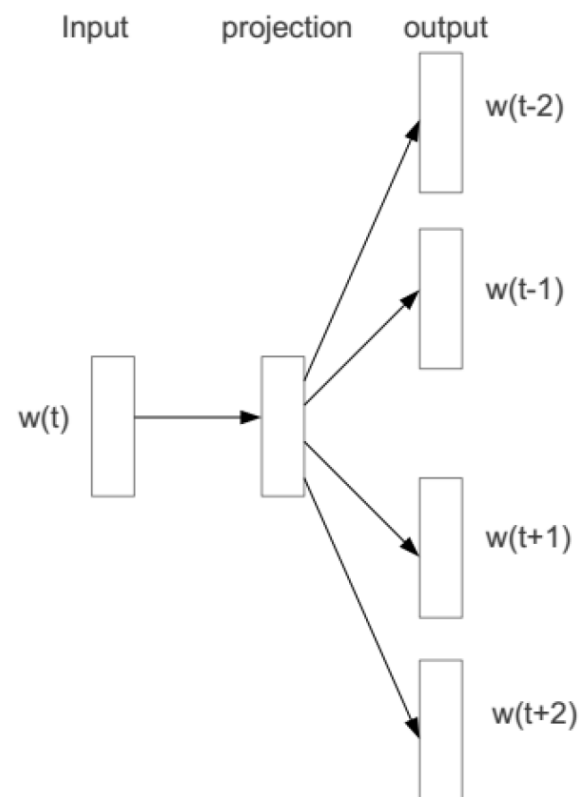 Input projection output
w(t-2)
w(t-1)
w(t)
w(t+1)
w(t+2)